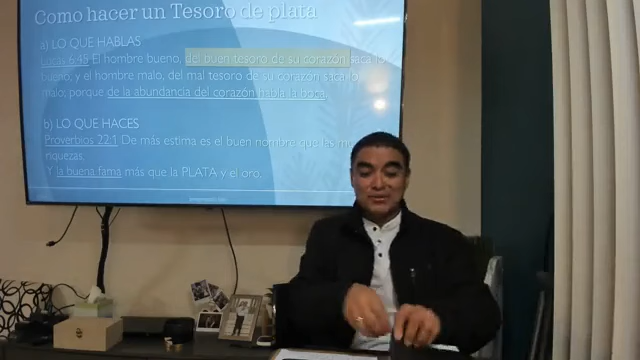 Como hacer un Tesoro de plata
a) LO QUE HABLAS
Lucas 6:45 El hombre bueno, del buen tesoro de su corazón saca lo
bueno; y el hombre malo, del mal tesoro de su corazón saca lo
malo; porque de la abundancia del corazón habla la boca.
b) LO QUE HACES
Proverbios 22:1 De más estima es el buen nombre que las
riquezas,
Y la buena fama más que la PLATA y el oro.